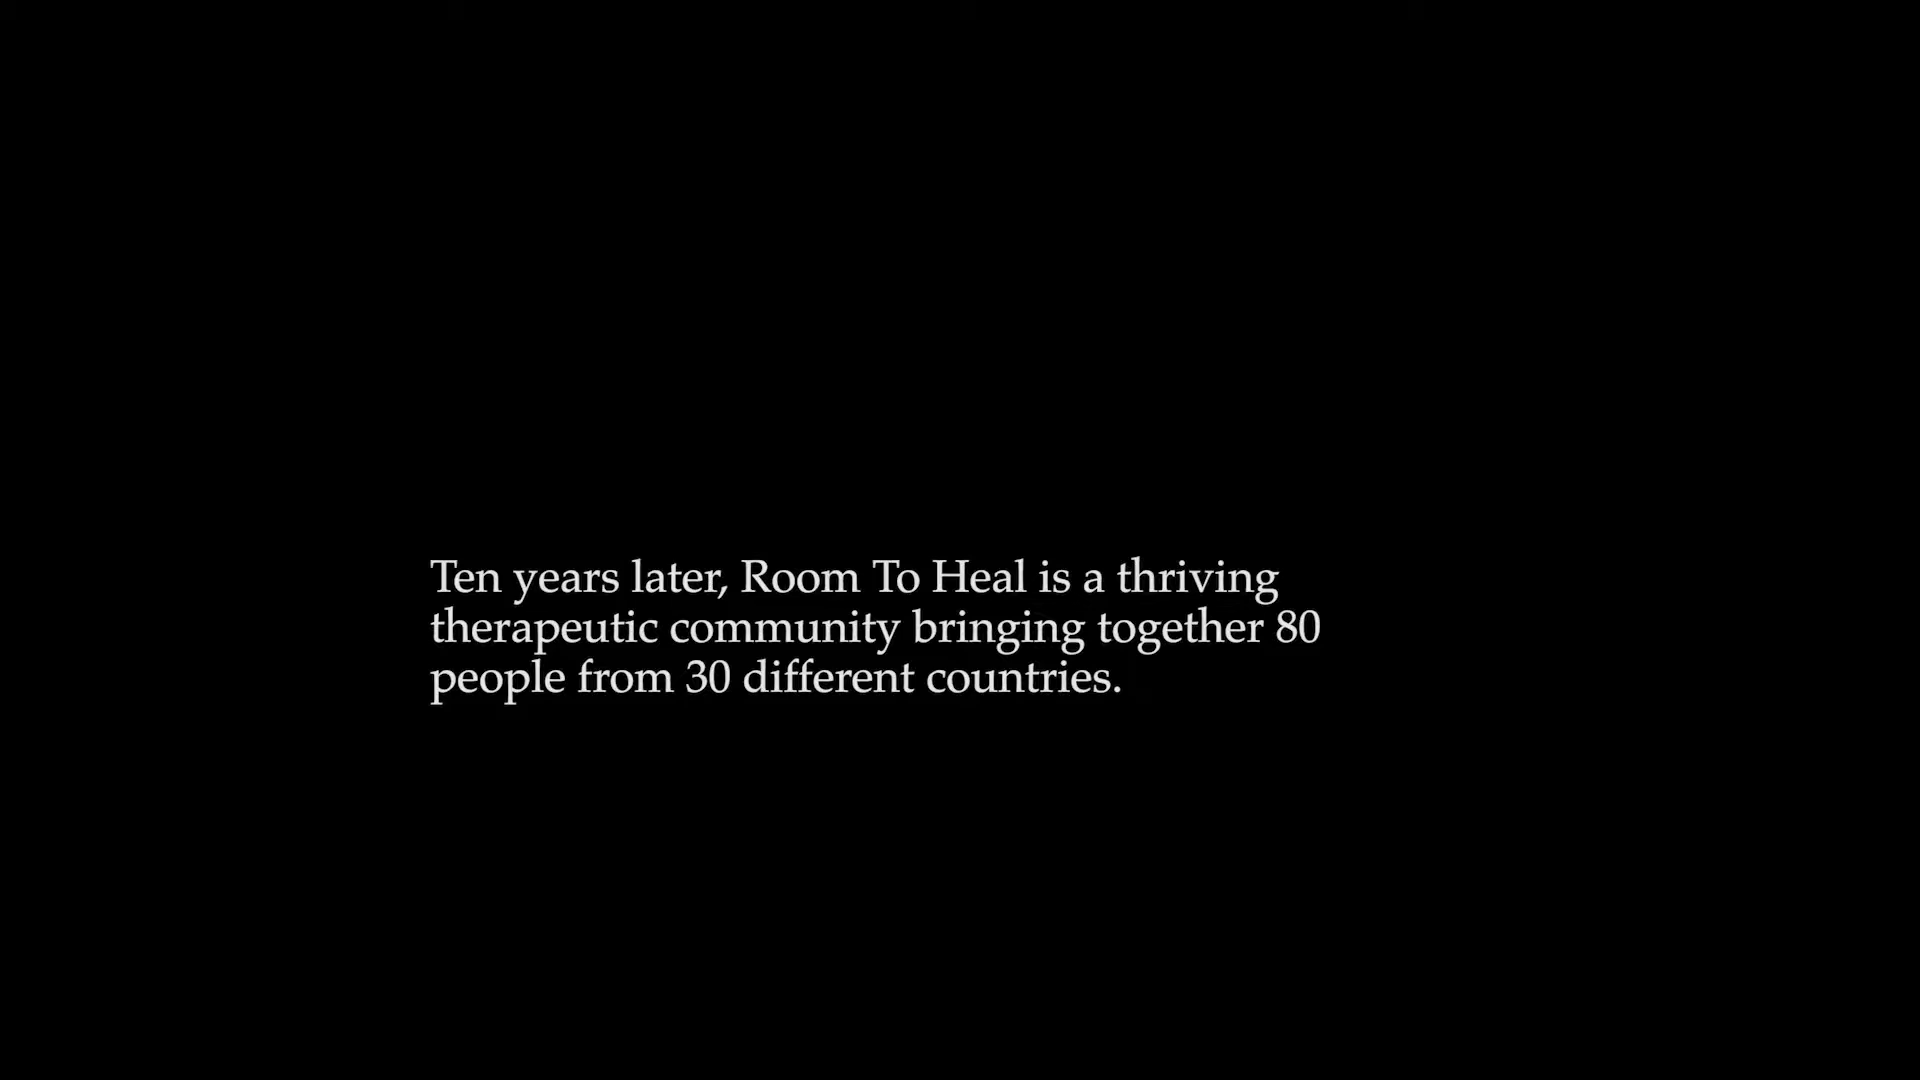 Ten years later, Room To Heal is a thriving
therapeutic community bringing together 80
people from 30 different countries.